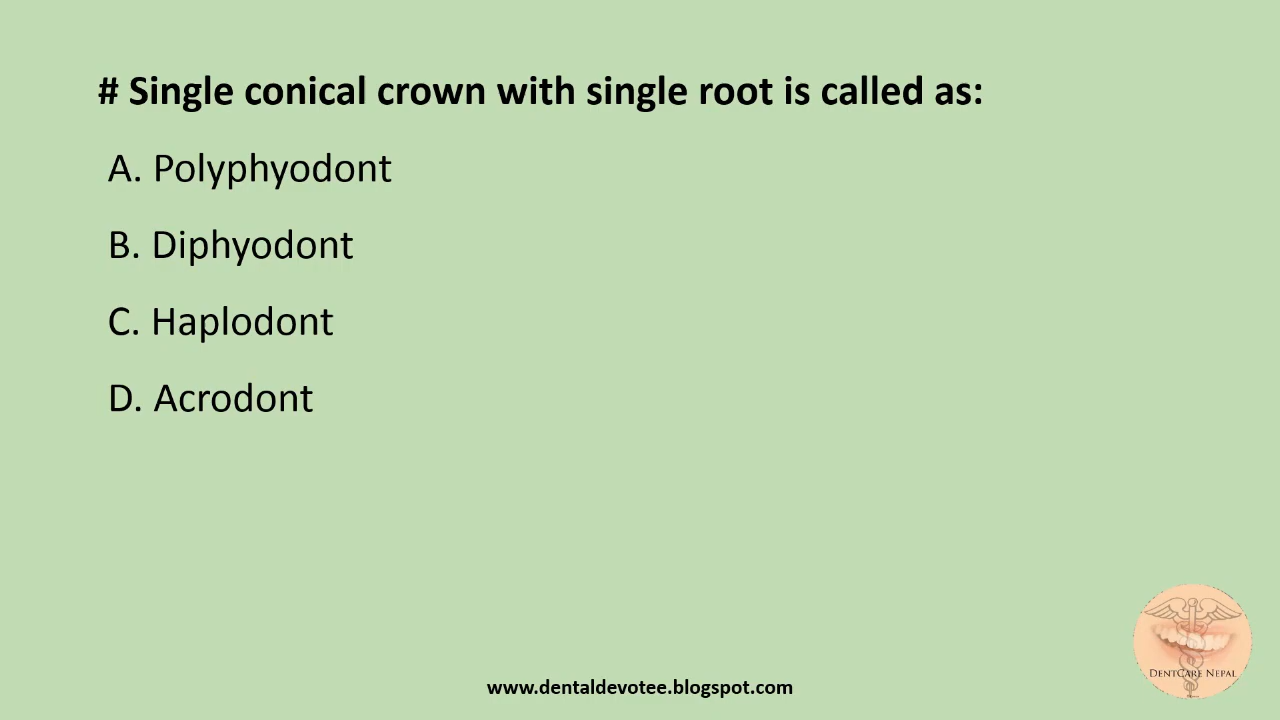 # Single conical crown with single root is called as:
A. Polyphyodont
B. Diphyodont
C. Haplodont
D. Acrodont
DentCare Nepal
www.dentaldevotee.blogspot.com